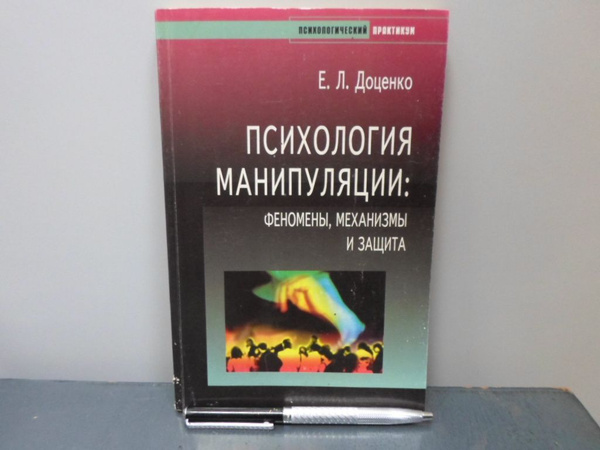 ПСИХОЛОГИЧЕСКИЙ ПРАКТИКУМ
Е. Л. Доценко
ПСИХОЛОГИЯ
МАНИПУЛЯЦИИ:
ФЕНОМЕНЫ, МЕХАНИЗМЫ
И ЗАЩИТА